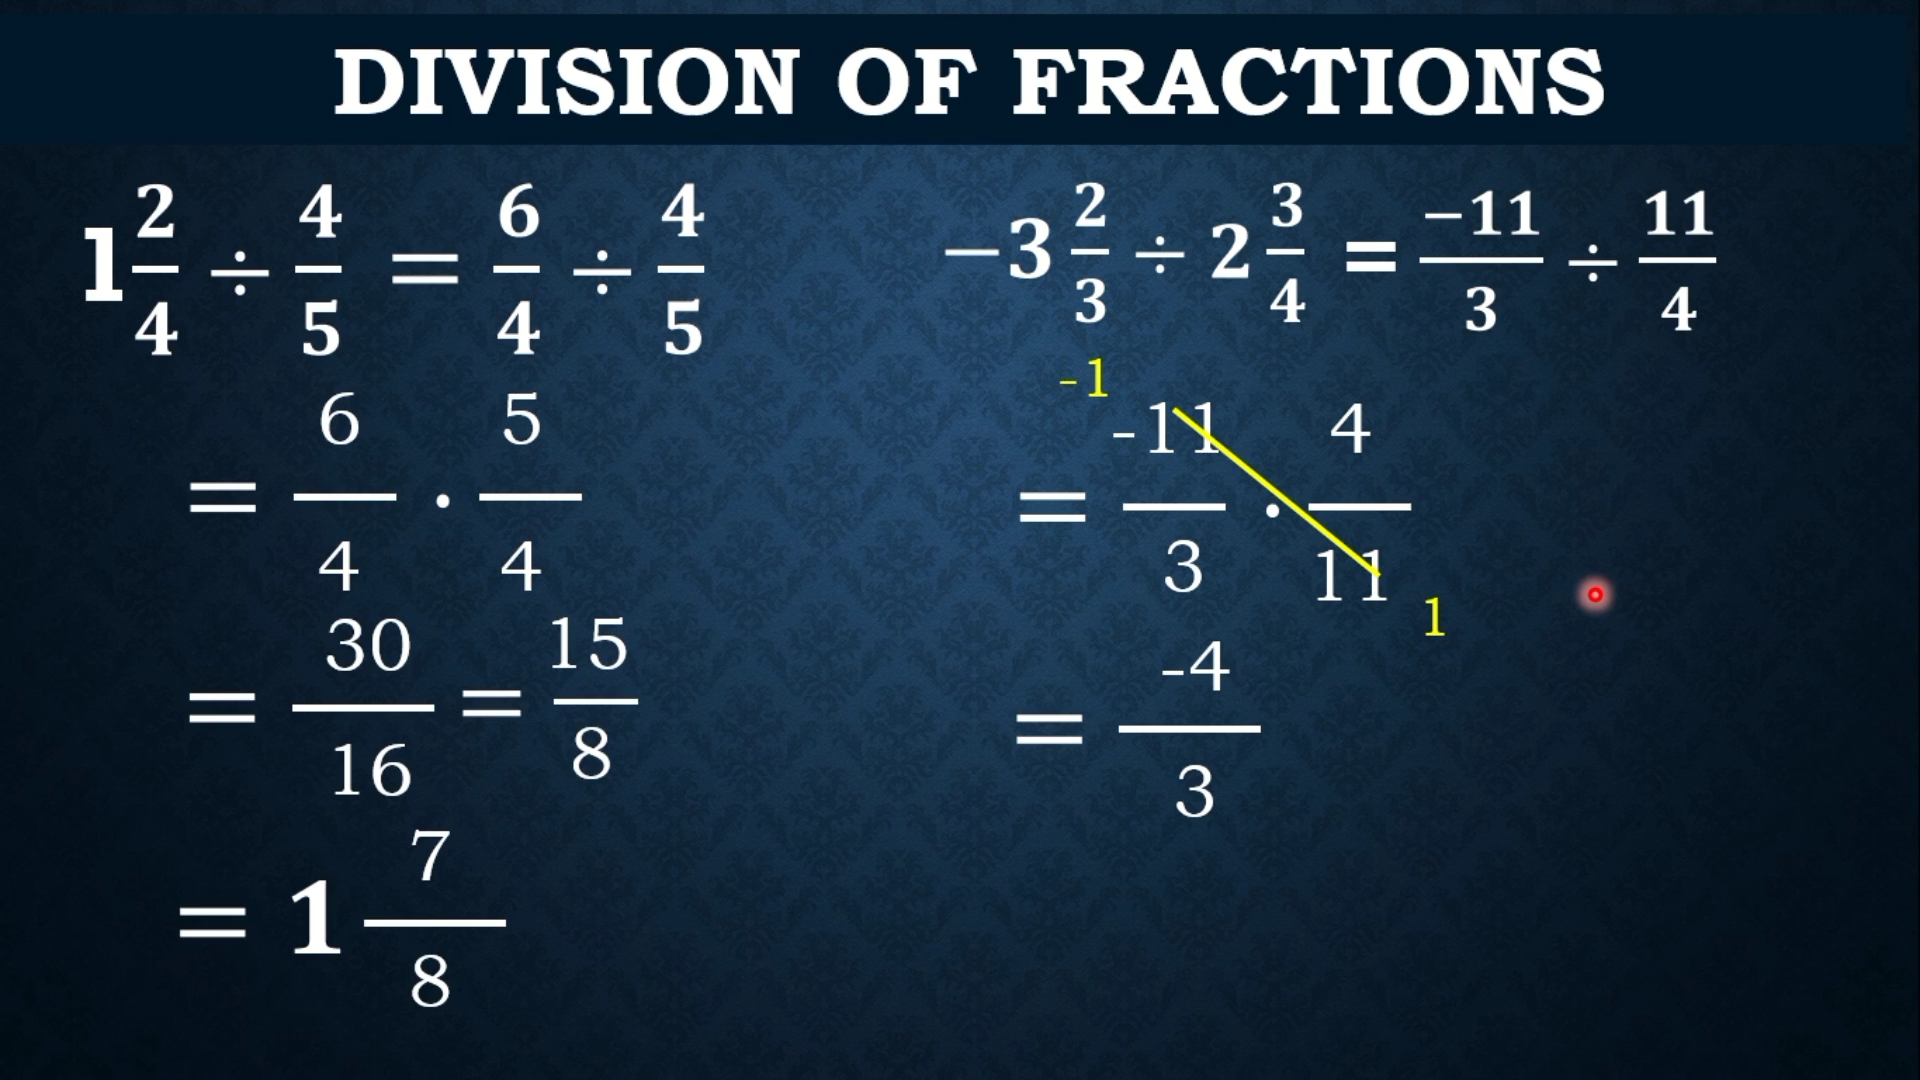 DIVISION OF FRACTIONS
1 2/4 ÷ 4/5 = 6/4 ÷ 4/5
= 6/4 · 5/4
= 30/16 = 15/8
= 1 7/8
−3 2/3 ÷ 2 3/4 = −11/3 ÷ 11/4
-1
= -11/3 · 4/11
1
= -4/3